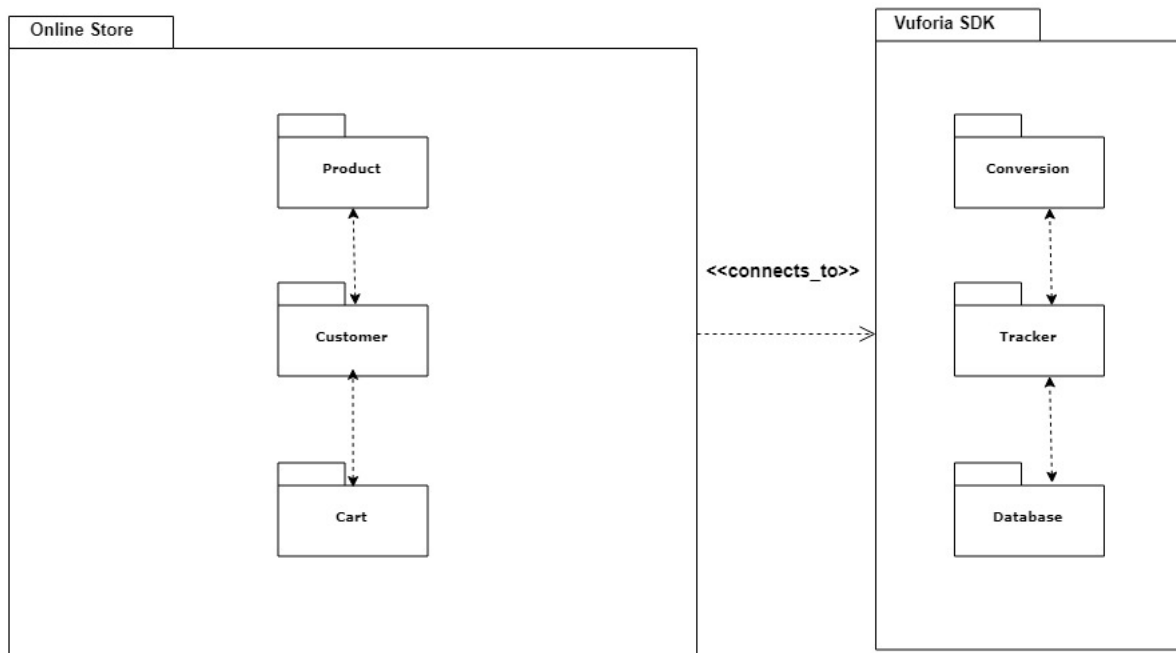 Online Store
Vuforia SDK
Product
Conversion
<<connects_to>>
Customer
Tracker
Cart
Database